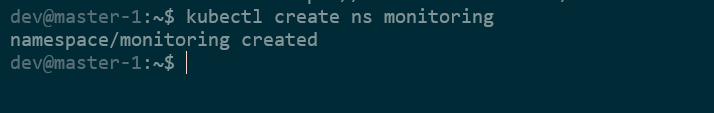 dev@master-1:~$ kubectl create ns monitoring
namespace/monitoring created
dev@master-1:~$